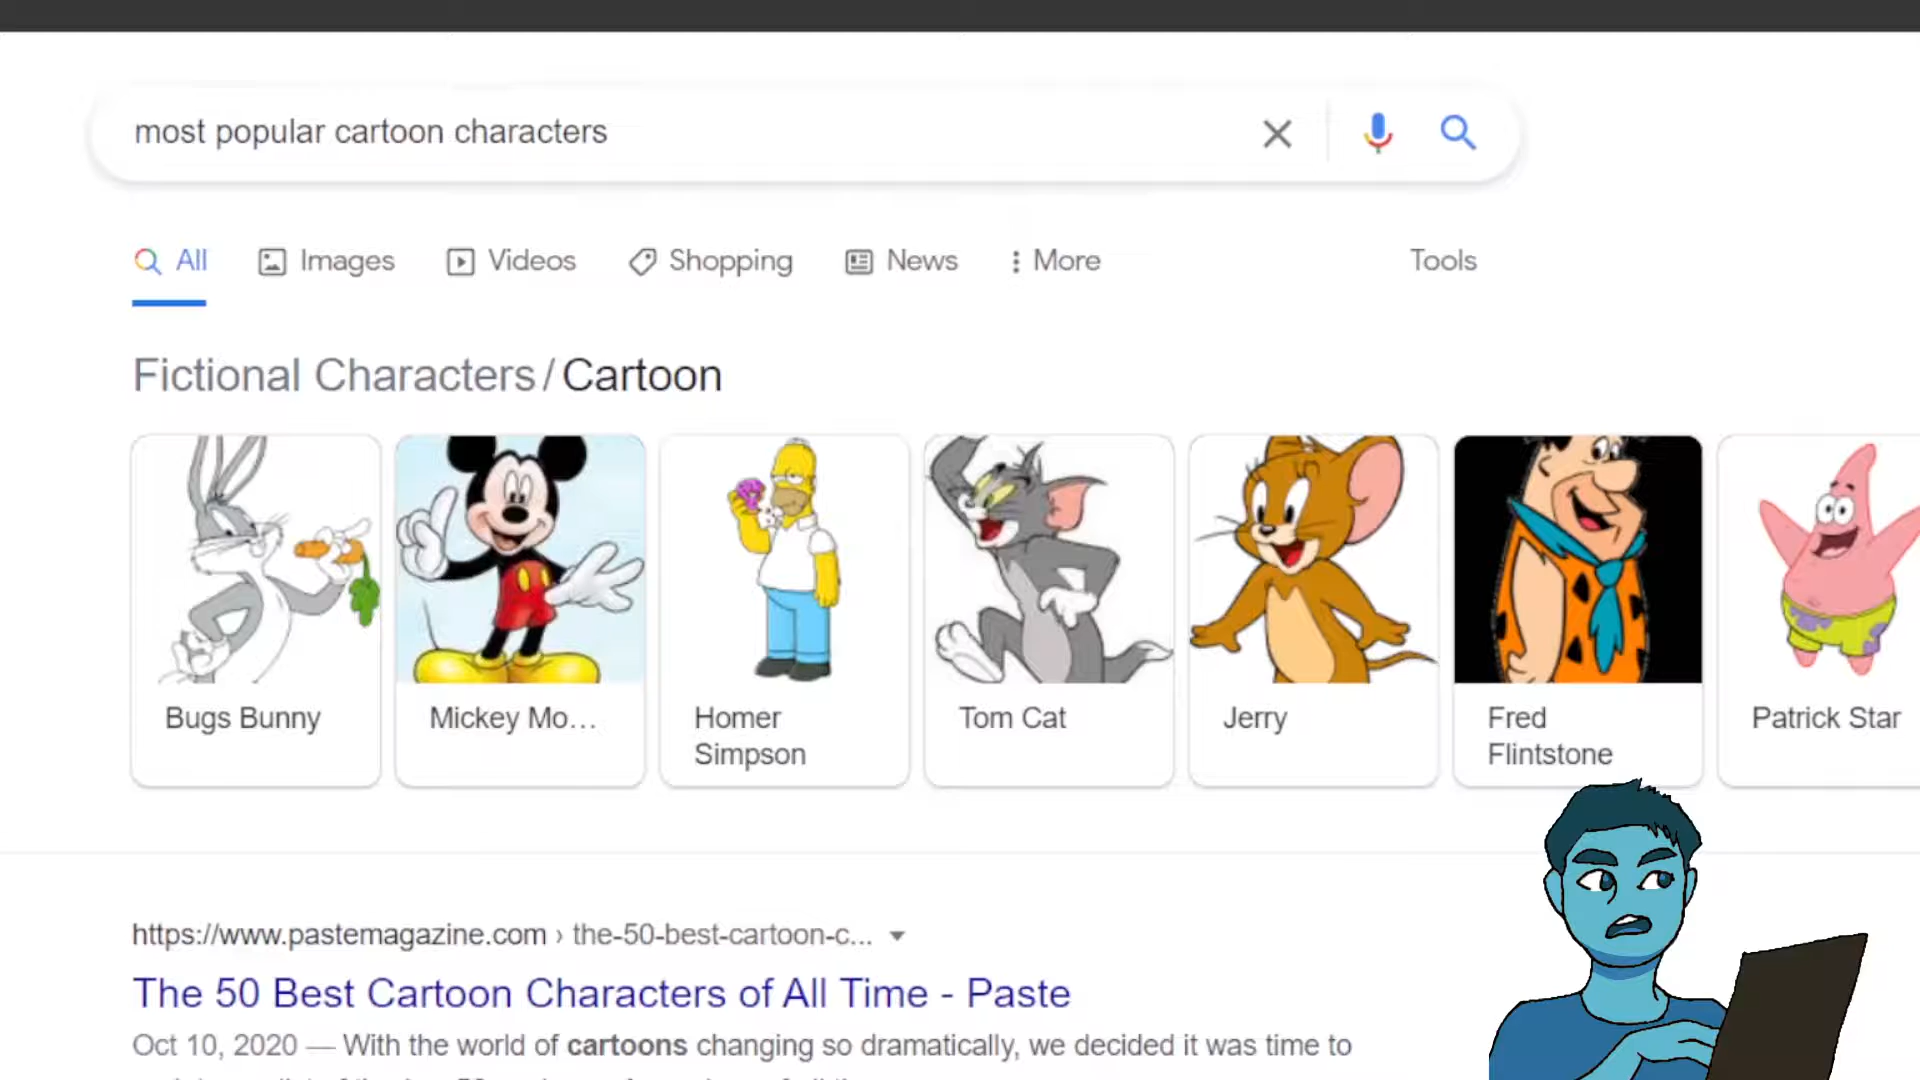 most popular cartoon characters
All Images Videos Shopping News More Tools
Fictional Characters / Cartoon
Bugs Bunny
Mickey Mo...
Homer
Simpson
Tom Cat
Jerry
Fred
Flintstone
Patrick Star
https://www.pastemagazine.com › the-50-best-cartoon-c...
The 50 Best Cartoon Characters of All Time - Paste
Oct 10, 2020 — With the world of cartoons changing so dramatically, we decided it was time to